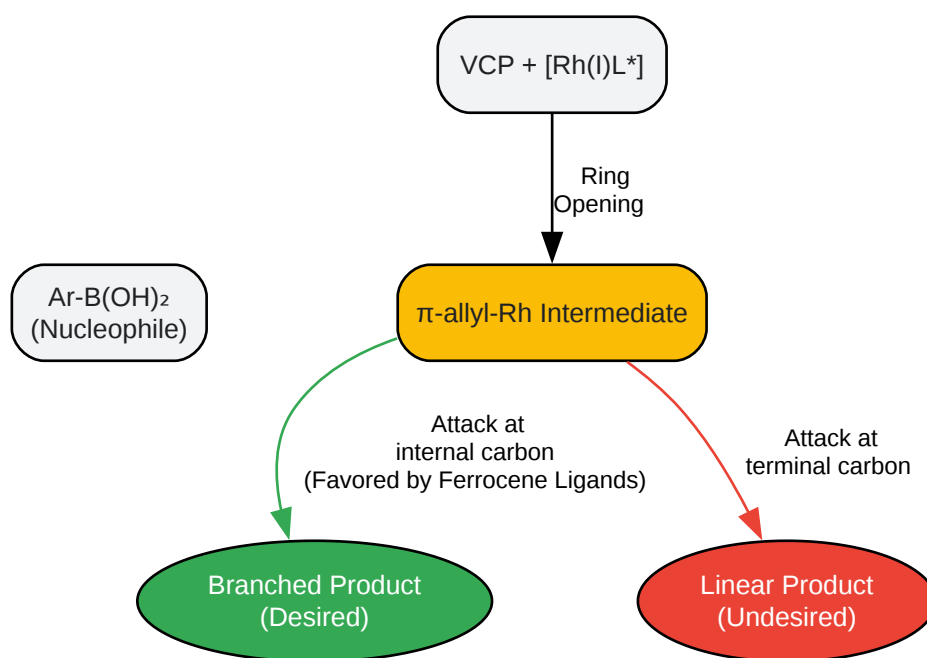 VCP + [Rh(I)L*]
Ring
Opening
Ar-B(OH)₂
(Nucleophile)
π-allyl-Rh Intermediate
Attack at
internal carbon
(Favored by Ferrocene Ligands)
Attack at
terminal carbon
Branched Product
(Desired)
Linear Product
(Undesired)